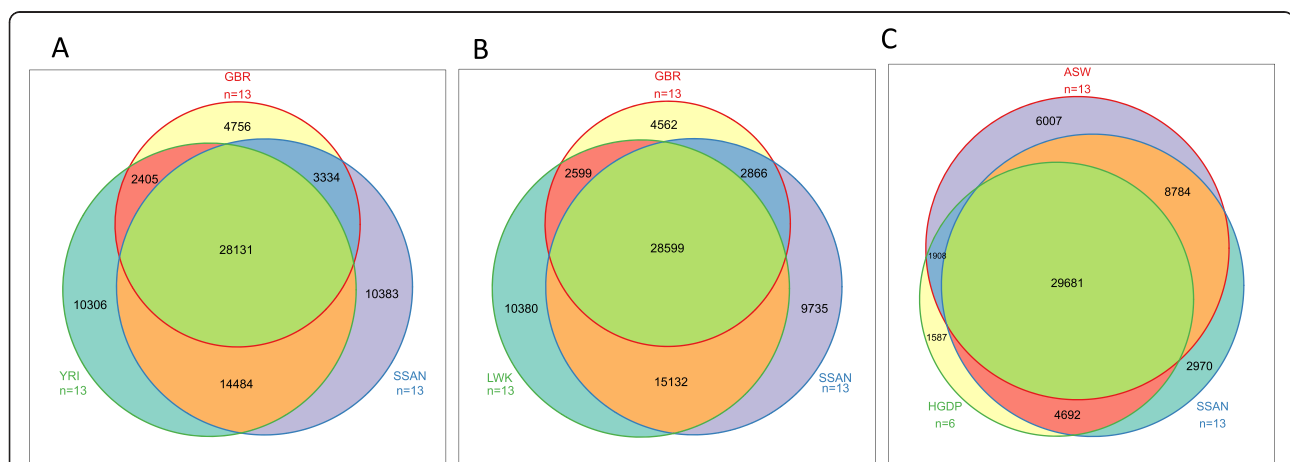 A
GBR
n=13
4756
2405
3334
28131
10306
10383
14484
YRI
n=13
SSAN
n=13
B
GBR
n=13
4562
2599
2866
28599
10380
9735
15132
LWK
n=13
SSAN
n=13
C
ASW
n=13
6007
8784
1908
29681
1587
2970
4692
HGDP
n=6
SSAN
n=13